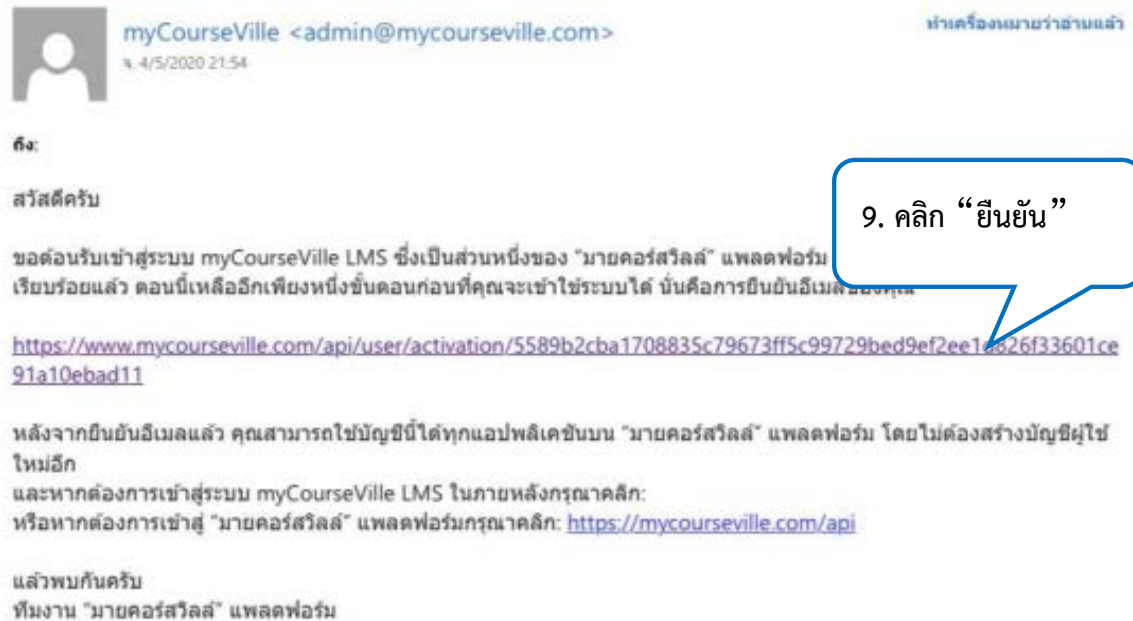 myCourseVille <admin@mycourseville.com>
ทำเครื่องหมายว่าอ่านแล้ว
จ. 4/5/2020 21:54
ถึง:
สวัสดีครับ
9. คลิก “ยืนยัน”
ขอต้อนรับเข้าสู่ระบบ myCourseVille LMS ซึ่งเป็นส่วนหนึ่งของ "มายคอร์สวิลล์" แพลตฟอร์ม
เรียบร้อยแล้ว ตอนนี้เหลืออีกเพียงหนึ่งขั้นตอนก่อนที่คุณจะเข้าใช้ระบบได้ นั่นคือการยืนยันอีเมลของคุณ
https://www.mycourseville.com/api/user/activation/5589b2cba1708835c79673ff5c99729bed9ef2ee1d826f33601ce
91a10ebad11
หลังจากยืนยันอีเมลแล้ว คุณสามารถใช้บัญชีนี้ได้ทุกแอปพลิเคชันบน "มายคอร์สวิลล์" แพลตฟอร์ม โดยไม่ต้องสร้างบัญชีผู้ใช้
ใหม่อีก
และหากต้องการเข้าสู่ระบบ myCourseVille LMS ในภายหลังกรุณาคลิก:
หรือหากต้องการเข้าสู่ "มายคอร์สวิลล์" แพลตฟอร์มกรุณาคลิก: https://mycourseville.com/api
แล้วพบกันครับ
ทีมงาน "มายคอร์สวิลล์" แพลตฟอร์ม